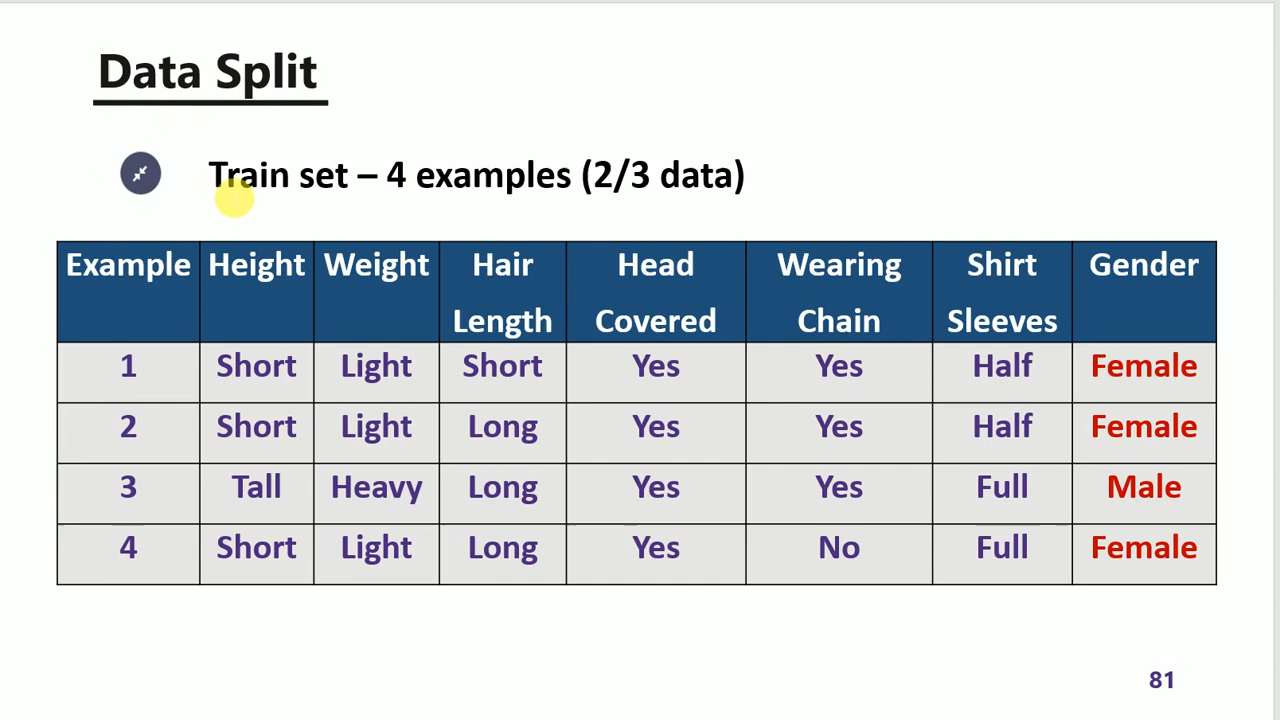 Data Split
Train set – 4 examples (2/3 data)
Example Height Weight Hair Length Head Covered Wearing Chain Shirt Sleeves Gender
1 Short Light Short Yes Yes Half Female
2 Short Light Long Yes Yes Half Female
3 Tall Heavy Long Yes Yes Full Male
4 Short Light Long Yes No Full Female
81